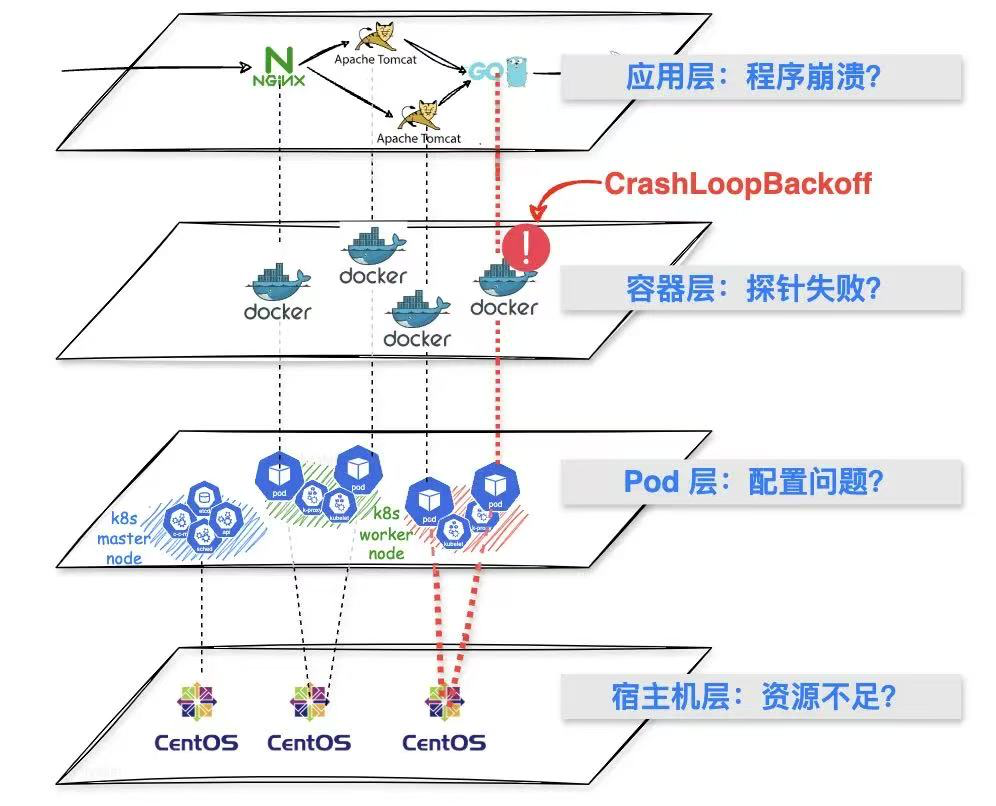 NGINX
Apache Tomcat
GO
Apache Tomcat
应用层：程序崩溃？
CrashLoopBackoff
!
docker
docker
docker
docker
容器层：探针失败？
k8s
master
node
etcd
c-c-m
api
sched
pod
pod
k-proxy
kubelet
k8s
worker
node
pod
pod
kubelet
k-proxy
Pod 层：配置问题？
CentOS
CentOS
CentOS
宿主机层：资源不足？